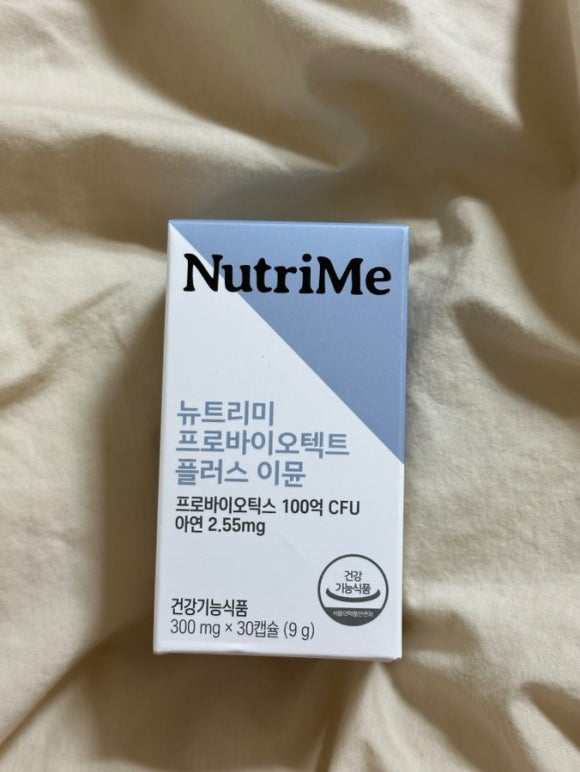 NutriMe
뉴트리미
프로바이오텍트
플러스 이뮨
프로바이오틱스 100억 CFU
아연 2.55mg
건강
기능식품
식품의약품안전처
건강기능식품
300 mg × 30캡슐 (9 g)